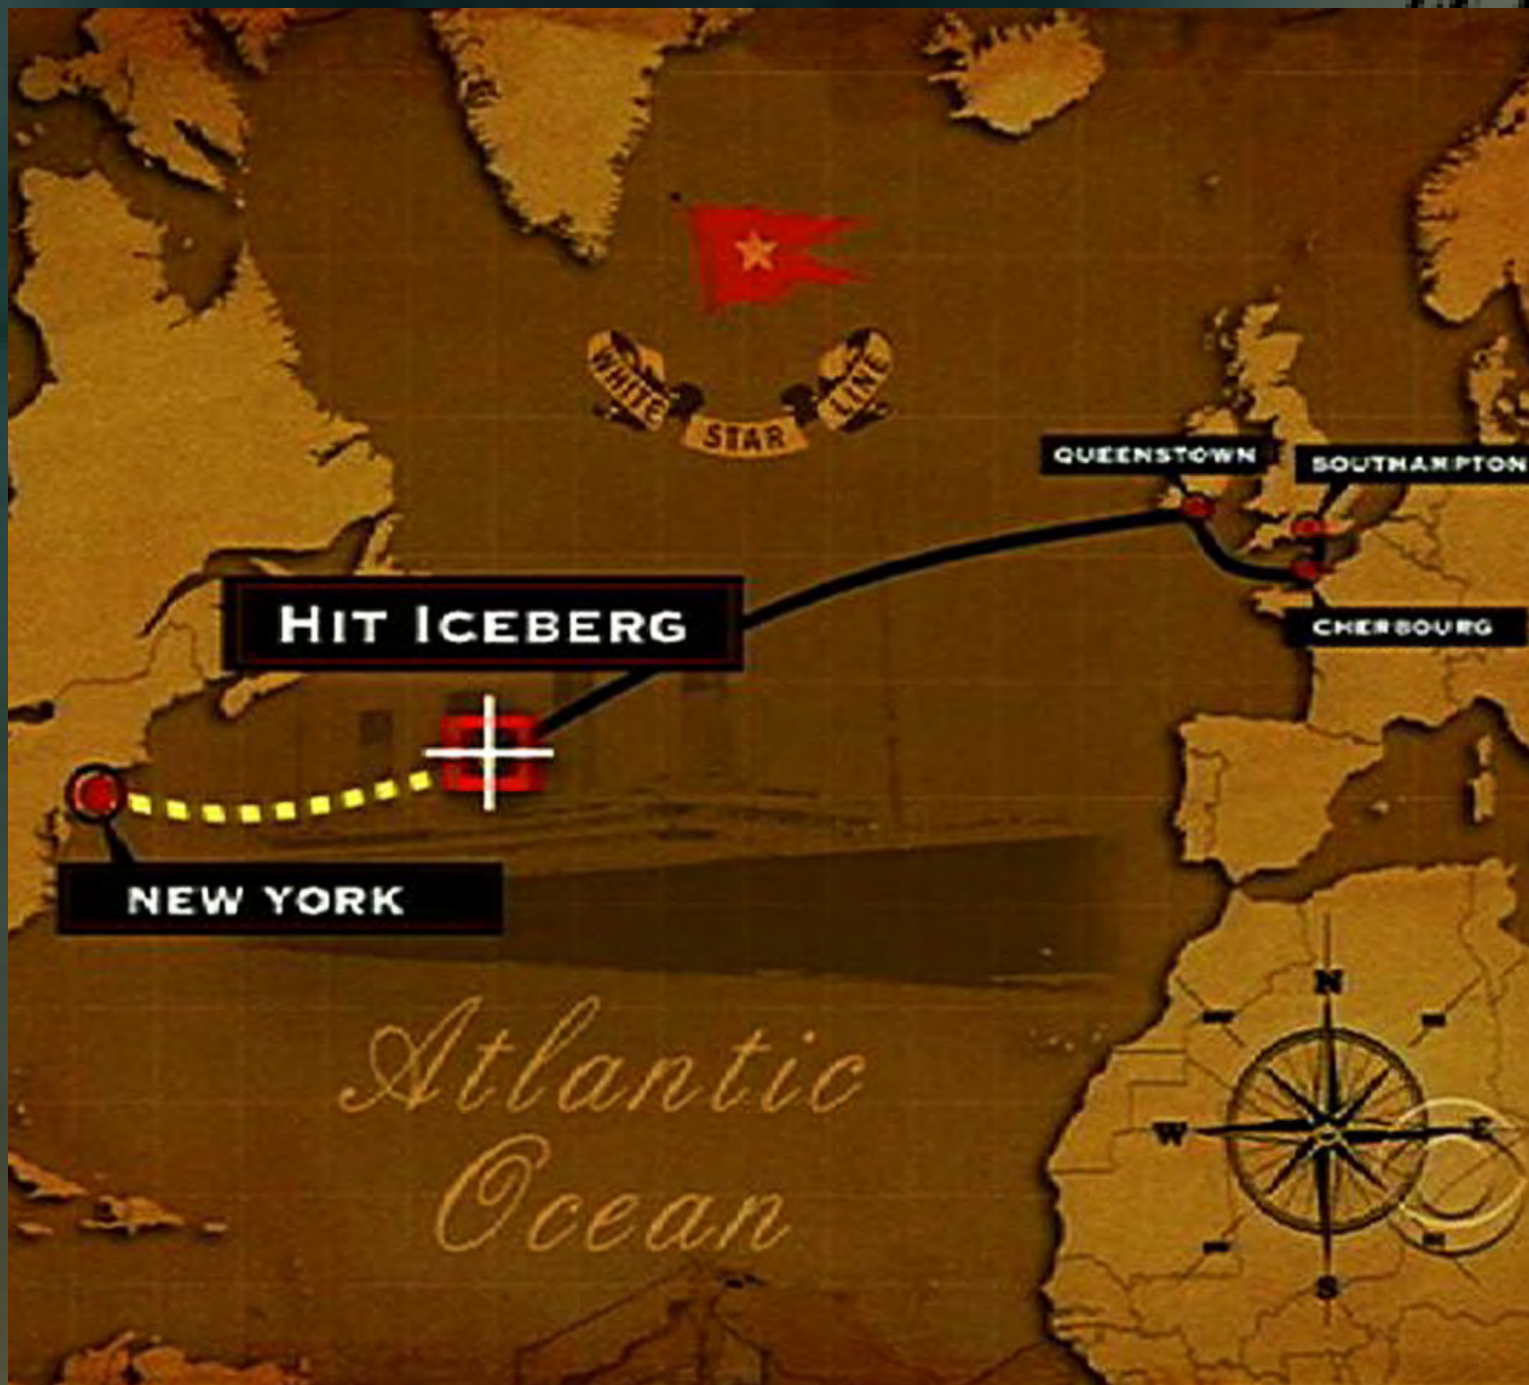 WHITE
STAR
LINE
QUEENSTOWN
SOUTHAMPTON
HIT ICEBERG
CHERBOURG
NEW YORK
Atlantic
Ocean
N
W
E
S